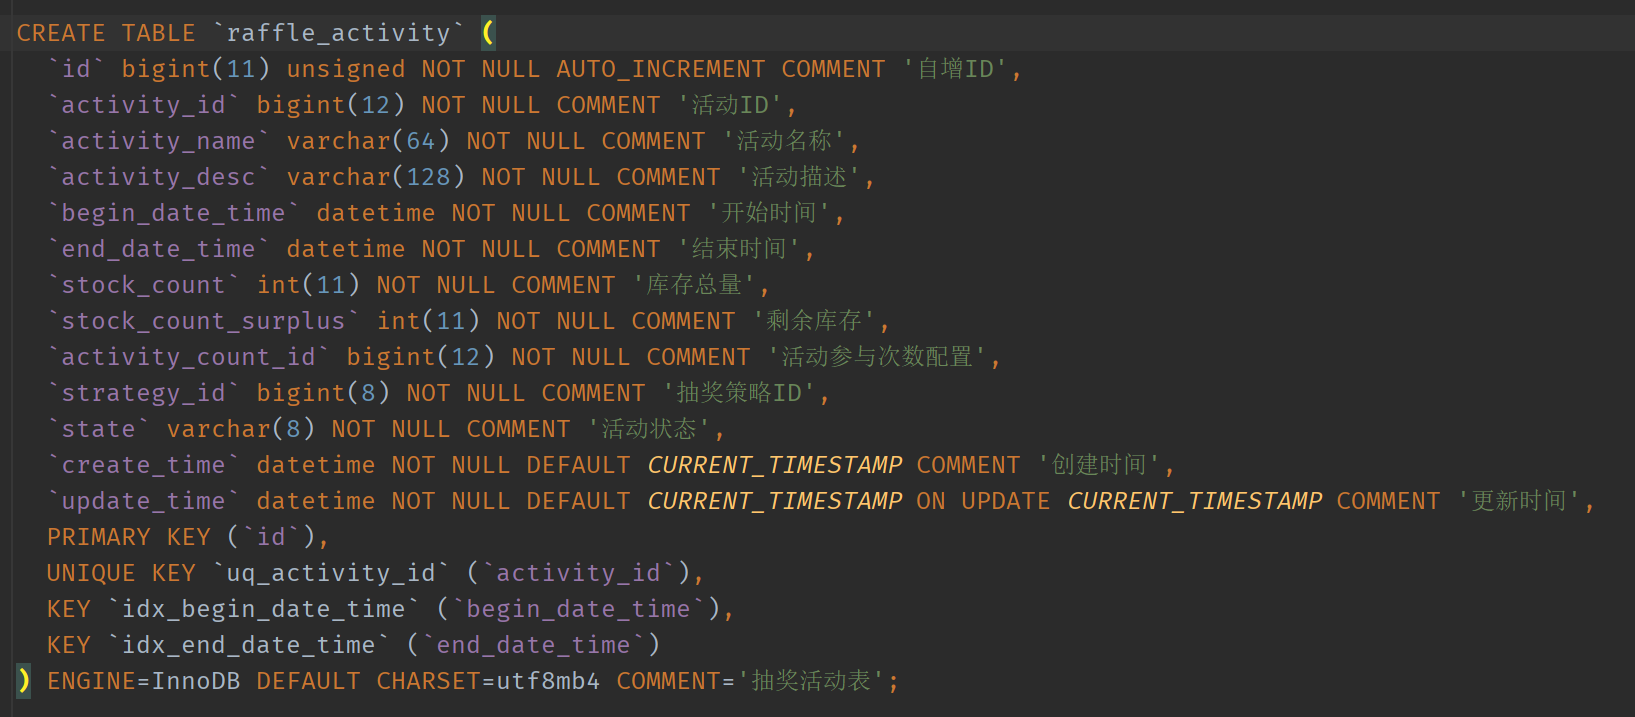 CREATE TABLE `raffle_activity` (
`id` bigint(11) unsigned NOT NULL AUTO_INCREMENT COMMENT '自增ID',
`activity_id` bigint(12) NOT NULL COMMENT '活动ID',
`activity_name` varchar(64) NOT NULL COMMENT '活动名称',
`activity_desc` varchar(128) NOT NULL COMMENT '活动描述',
`begin_date_time` datetime NOT NULL COMMENT '开始时间',
`end_date_time` datetime NOT NULL COMMENT '结束时间',
`stock_count` int(11) NOT NULL COMMENT '库存总量',
`stock_count_surplus` int(11) NOT NULL COMMENT '剩余库存',
`activity_count_id` bigint(12) NOT NULL COMMENT '活动参与次数配置',
`strategy_id` bigint(8) NOT NULL COMMENT '抽奖策略ID',
`state` varchar(8) NOT NULL COMMENT '活动状态',
`create_time` datetime NOT NULL DEFAULT CURRENT_TIMESTAMP COMMENT '创建时间',
`update_time` datetime NOT NULL DEFAULT CURRENT_TIMESTAMP ON UPDATE CURRENT_TIMESTAMP COMMENT '更新时间',
PRIMARY KEY (`id`),
UNIQUE KEY `uq_activity_id` (`activity_id`),
KEY `idx_begin_date_time` (`begin_date_time`),
KEY `idx_end_date_time` (`end_date_time`)
) ENGINE=InnoDB DEFAULT CHARSET=utf8mb4 COMMENT='抽奖活动表';